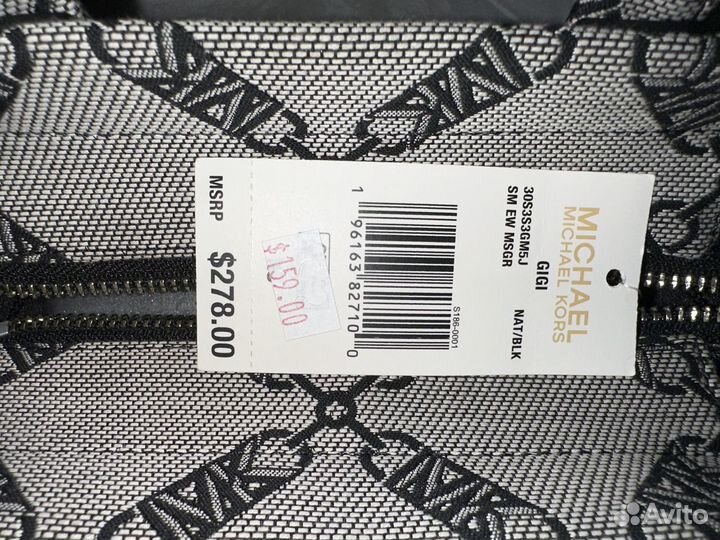 MICHAEL
MICHAEL KORS
30S3S3GM5J
GIGI
SM EW MSGR
NAT/BLK
S186-0001
1 96163 82710 0
$159.00
MSRP
$278.00
Avito